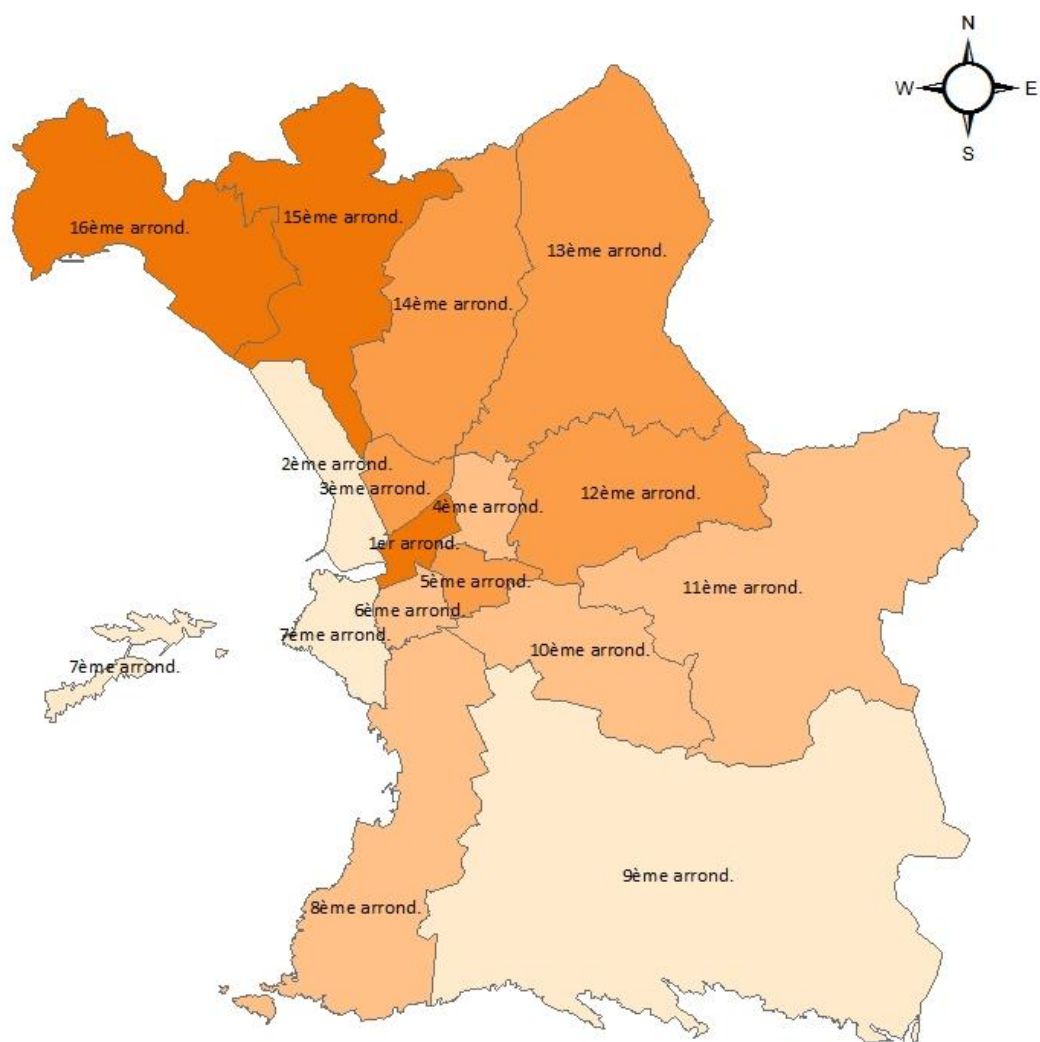 N
W E
S
16ème arrond.
15ème arrond.
13ème arrond.
14ème arrond.
2ème arrond.
3ème arrond.
12ème arrond.
4ème arrond.
1er arrond.
5ème arrond.
11ème arrond.
6ème arrond.
7ème arrond.
10ème arrond.
7ème arrond.
9ème arrond.
8ème arrond.